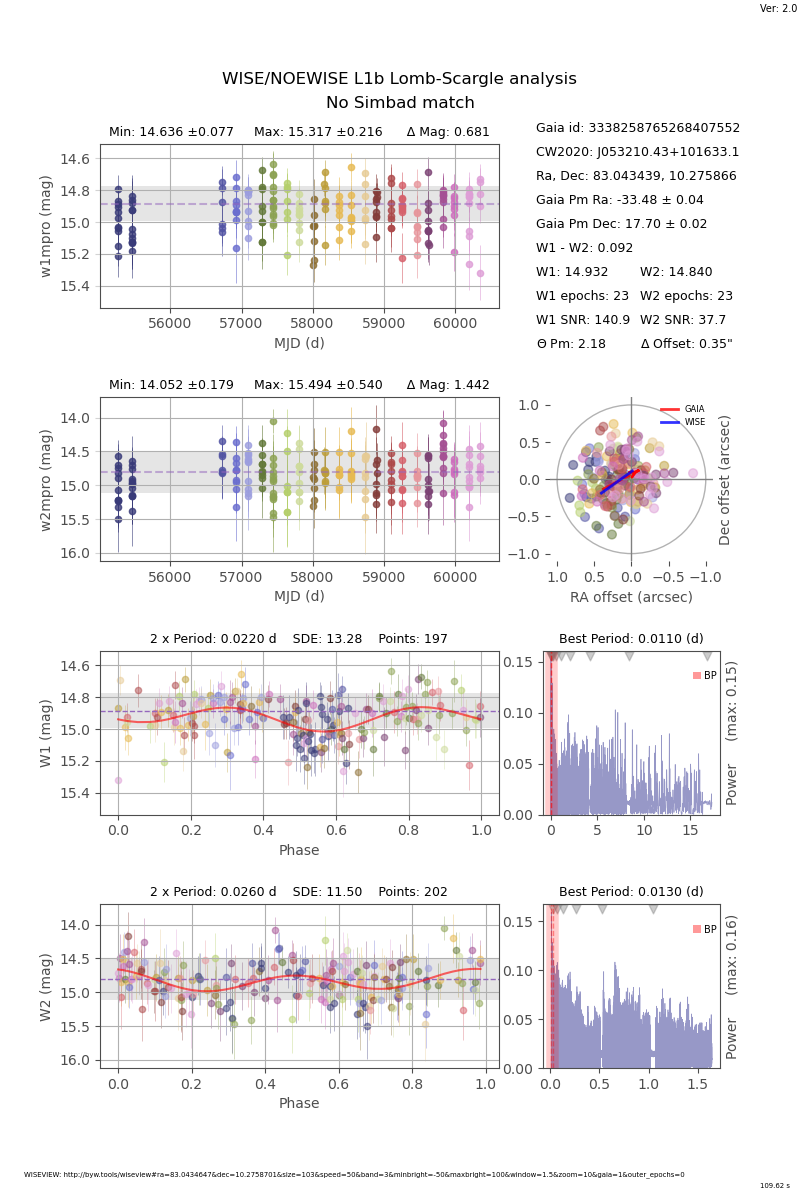 Ver: 2.0
WISE/NOEWISE L1b Lomb-Scargle analysis
No Simbad match
Min: 14.636 ±0.077 Max: 15.317 ±0.216 Δ Mag: 0.681
14.6
14.8
15.0
15.2
15.4
w1mpro (mag)
56000 57000 58000 59000 60000
MJD (d)
Gaia id: 3338258765268407552
CW2020: J053210.43+101633.1
Ra, Dec: 83.043439, 10.275866
Gaia Pm Ra: -33.48 ± 0.04
Gaia Pm Dec: 17.70 ± 0.02
W1 - W2: 0.092
W1: 14.932 W2: 14.840
W1 epochs: 23 W2 epochs: 23
W1 SNR: 140.9 W2 SNR: 37.7
Θ Pm: 2.18 Δ Offset: 0.35"
Min: 14.052 ±0.179 Max: 15.494 ±0.540 Δ Mag: 1.442
14.0
14.5
15.0
15.5
16.0
w2mpro (mag)
56000 57000 58000 59000 60000
MJD (d)
1.0
0.5
0.0
−0.5
−1.0
GAIA
WISE
Dec offset (arcsec)
1.0 0.5 0.0 −0.5 −1.0
RA offset (arcsec)
2 x Period: 0.0220 d SDE: 13.28 Points: 197
14.6
14.8
15.0
15.2
15.4
W1 (mag)
0.0 0.2 0.4 0.6 0.8 1.0
Phase
Best Period: 0.0110 (d)
0.15
0.10
0.05
0.00
BP
Power (max: 0.15)
0 5 10 15
2 x Period: 0.0260 d SDE: 11.50 Points: 202
14.0
14.5
15.0
15.5
16.0
W2 (mag)
0.0 0.2 0.4 0.6 0.8 1.0
Phase
Best Period: 0.0130 (d)
0.15
0.10
0.05
0.00
BP
Power (max: 0.16)
0.0 0.5 1.0 1.5
WISEVIEW: http://byw.tools/wiseview#ra=83.0434647&dec=10.2758701&size=103&speed=50&band=3&minbright=-50&maxbright=100&window=1.5&zoom=10&gaia=1&outer_epochs=0
109.62 s